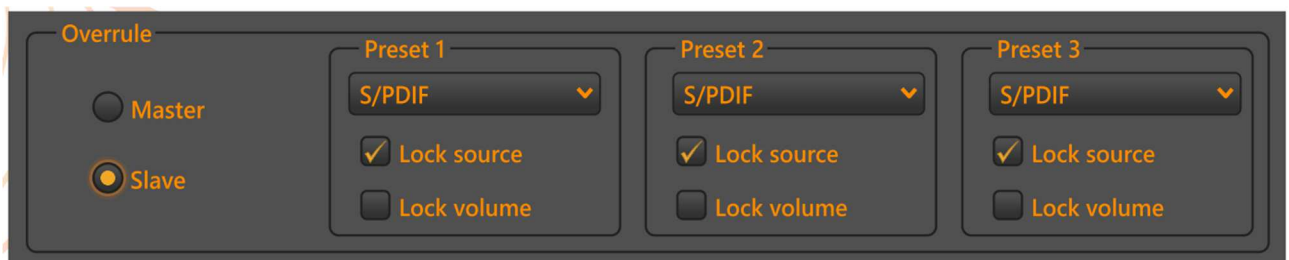 Overrule
Master
Slave
Preset 1
S/PDIF
Lock source
Lock volume
Preset 2
S/PDIF
Lock source
Lock volume
Preset 3
S/PDIF
Lock source
Lock volume